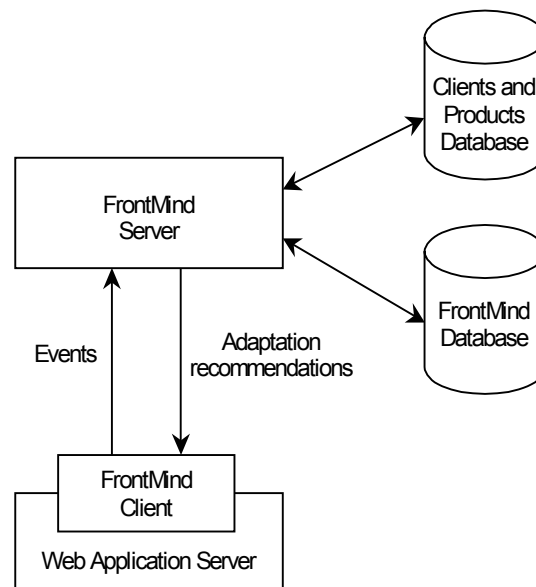 Clients and
Products
Database
FrontMind
Server
FrontMind
Database
Events
Adaptation
recommendations
FrontMind
Client
Web Application Server